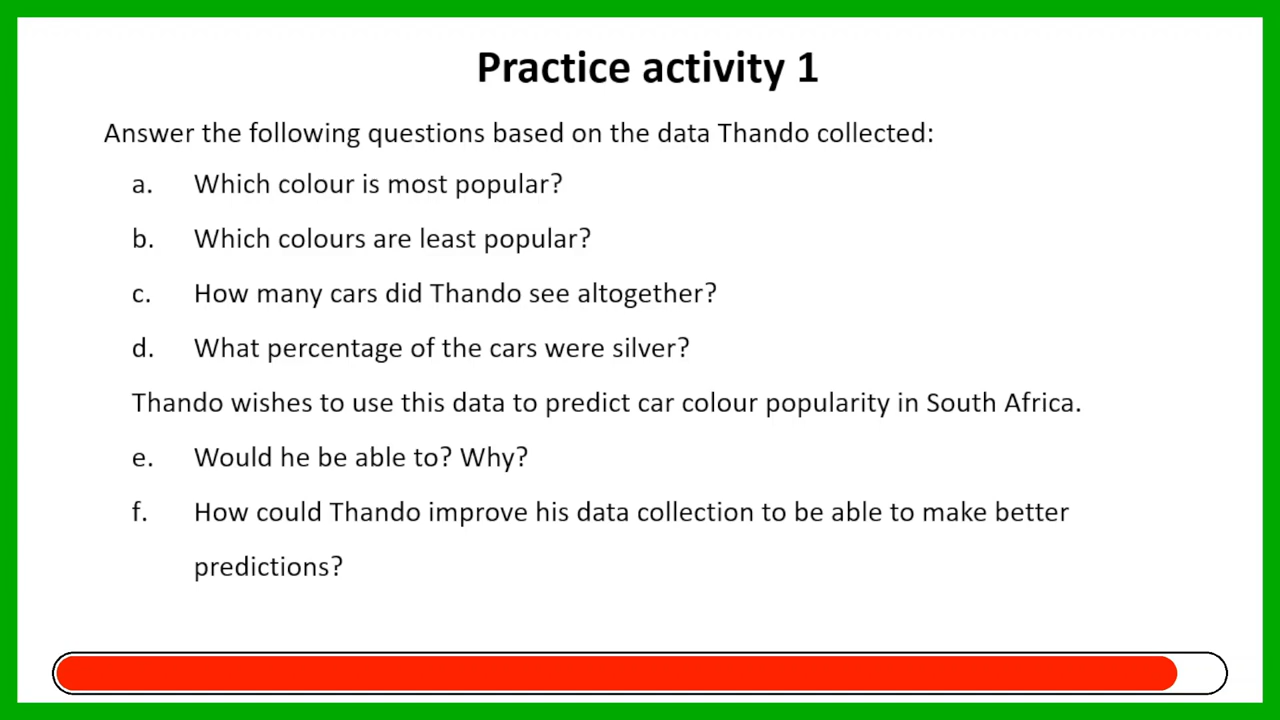 Practice activity 1
Answer the following questions based on the data Thando collected:
a. Which colour is most popular?
b. Which colours are least popular?
c. How many cars did Thando see altogether?
d. What percentage of the cars were silver?
Thando wishes to use this data to predict car colour popularity in South Africa.
e. Would he be able to? Why?
f. How could Thando improve his data collection to be able to make better
predictions?